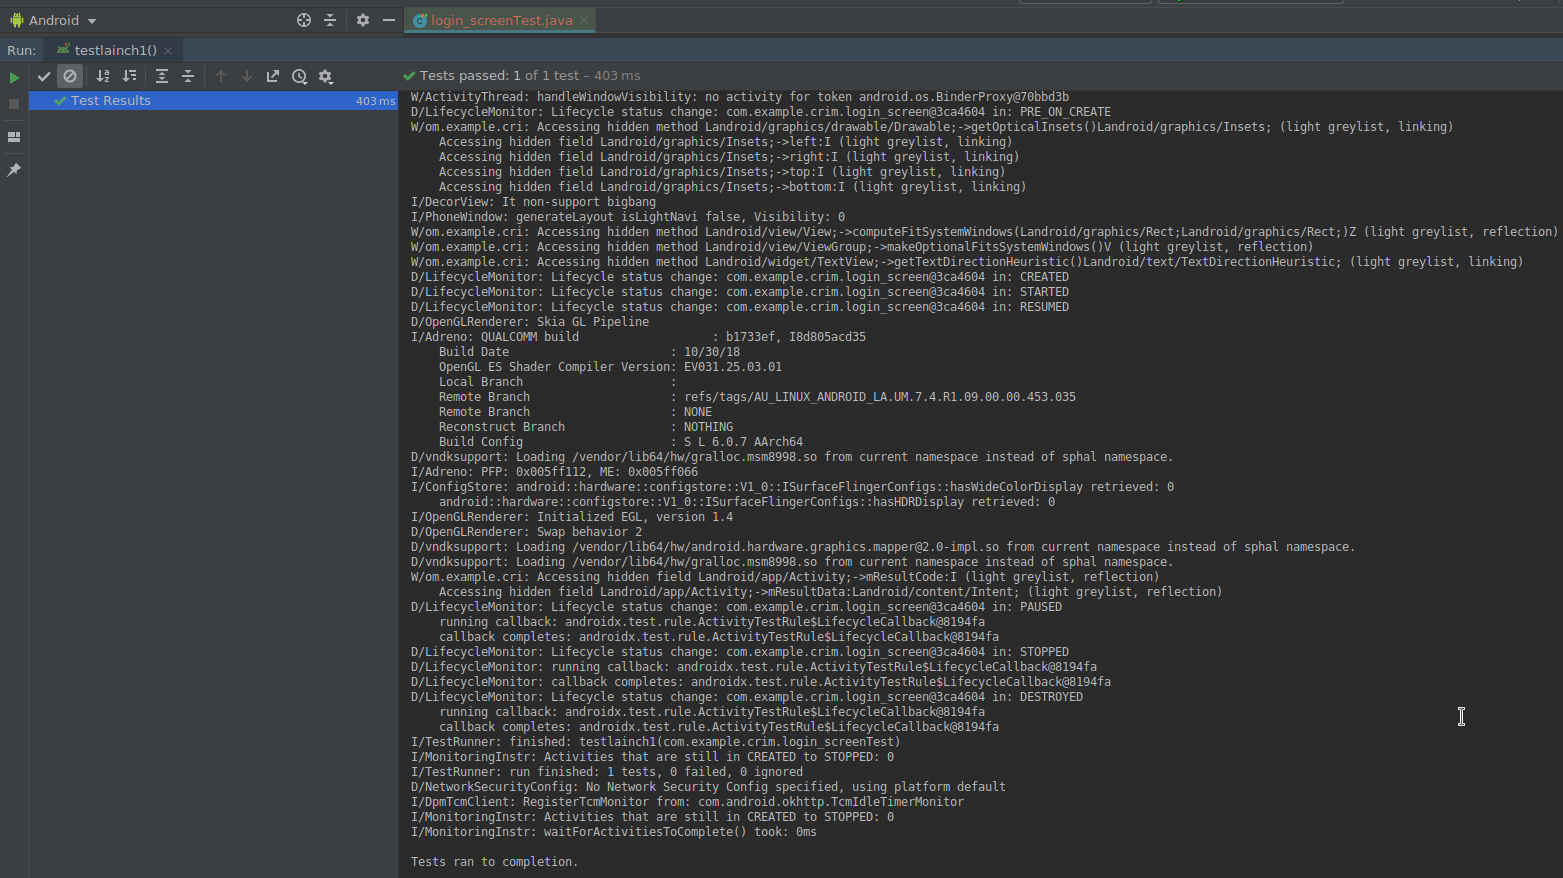 Android
login_screenTest.java
Run: testlainch1()
Tests passed: 1 of 1 test – 403 ms
Test Results 403 ms
W/ActivityThread: handleWindowVisibility: no activity for token android.os.BinderProxy@70bbd3b
D/LifecycleMonitor: Lifecycle status change: com.example.crim.login_screen@3ca4604 in: PRE_ON_CREATE
W/om.example.cri: Accessing hidden method Landroid/graphics/drawable/Drawable;->getOpticalInsets()Landroid/graphics/Insets; (light greylist, linking)
Accessing hidden field Landroid/graphics/Insets;->left:I (light greylist, linking)
Accessing hidden field Landroid/graphics/Insets;->right:I (light greylist, linking)
Accessing hidden field Landroid/graphics/Insets;->top:I (light greylist, linking)
Accessing hidden field Landroid/graphics/Insets;->bottom:I (light greylist, linking)
I/DecorView: It non-support bigbang
I/PhoneWindow: generateLayout isLightNavi false, Visibility: 0
W/om.example.cri: Accessing hidden method Landroid/view/View;->computeFitSystemWindows(Landroid/graphics/Rect;Landroid/graphics/Rect;)Z (light greylist, reflection)
W/om.example.cri: Accessing hidden method Landroid/view/ViewGroup;->makeOptionalFitsSystemWindows()V (light greylist, reflection)
W/om.example.cri: Accessing hidden method Landroid/widget/TextView;->getTextDirectionHeuristic()Landroid/text/TextDirectionHeuristic; (light greylist, linking)
D/LifecycleMonitor: Lifecycle status change: com.example.crim.login_screen@3ca4604 in: CREATED
D/LifecycleMonitor: Lifecycle status change: com.example.crim.login_screen@3ca4604 in: STARTED
D/LifecycleMonitor: Lifecycle status change: com.example.crim.login_screen@3ca4604 in: RESUMED
D/OpenGLRenderer: Skia GL Pipeline
I/Adreno: QUALCOMM build : b1733ef, I8d805acd35
Build Date : 10/30/18
OpenGL ES Shader Compiler Version: EV031.25.03.01
Local Branch :
Remote Branch : refs/tags/AU_LINUX_ANDROID_LA.UM.7.4.R1.09.00.00.453.035
Remote Branch : NONE
Reconstruct Branch : NOTHING
Build Config : S L 6.0.7 AArch64
D/vndksupport: Loading /vendor/lib64/hw/gralloc.msm8998.so from current namespace instead of sphal namespace.
I/Adreno: PFP: 0x005ff112, ME: 0x005ff066
I/ConfigStore: android::hardware::configstore::V1_0::ISurfaceFlingerConfigs::hasWideColorDisplay retrieved: 0
android::hardware::configstore::V1_0::ISurfaceFlingerConfigs::hasHDRDisplay retrieved: 0
I/OpenGLRenderer: Initialized EGL, version 1.4
D/OpenGLRenderer: Swap behavior 2
D/vndksupport: Loading /vendor/lib64/hw/android.hardware.graphics.mapper@2.0-impl.so from current namespace instead of sphal namespace.
D/vndksupport: Loading /vendor/lib64/hw/gralloc.msm8998.so from current namespace instead of sphal namespace.
W/om.example.cri: Accessing hidden field Landroid/app/Activity;->mResultCode:I (light greylist, reflection)
Accessing hidden field Landroid/app/Activity;->mResultData:Landroid/content/Intent; (light greylist, reflection)
D/LifecycleMonitor: Lifecycle status change: com.example.crim.login_screen@3ca4604 in: PAUSED
running callback: androidx.test.rule.ActivityTestRule$LifecycleCallback@8194fa
callback completes: androidx.test.rule.ActivityTestRule$LifecycleCallback@8194fa
D/LifecycleMonitor: Lifecycle status change: com.example.crim.login_screen@3ca4604 in: STOPPED
D/LifecycleMonitor: running callback: androidx.test.rule.ActivityTestRule$LifecycleCallback@8194fa
D/LifecycleMonitor: callback completes: androidx.test.rule.ActivityTestRule$LifecycleCallback@8194fa
D/LifecycleMonitor: Lifecycle status change: com.example.crim.login_screen@3ca4604 in: DESTROYED
running callback: androidx.test.rule.ActivityTestRule$LifecycleCallback@8194fa
callback completes: androidx.test.rule.ActivityTestRule$LifecycleCallback@8194fa
I/TestRunner: finished: testlainch1(com.example.crim.login_screenTest)
I/MonitoringInstr: Activities that are still in CREATED to STOPPED: 0
I/TestRunner: run finished: 1 tests, 0 failed, 0 ignored
D/NetworkSecurityConfig: No Network Security Config specified, using platform default
I/DpmTcmClient: RegisterTcmMonitor from: com.android.okhttp.TcmIdleTimerMonitor
I/MonitoringInstr: Activities that are still in CREATED to STOPPED: 0
I/MonitoringInstr: waitForActivitiesToComplete() took: 0ms
Tests ran to completion.